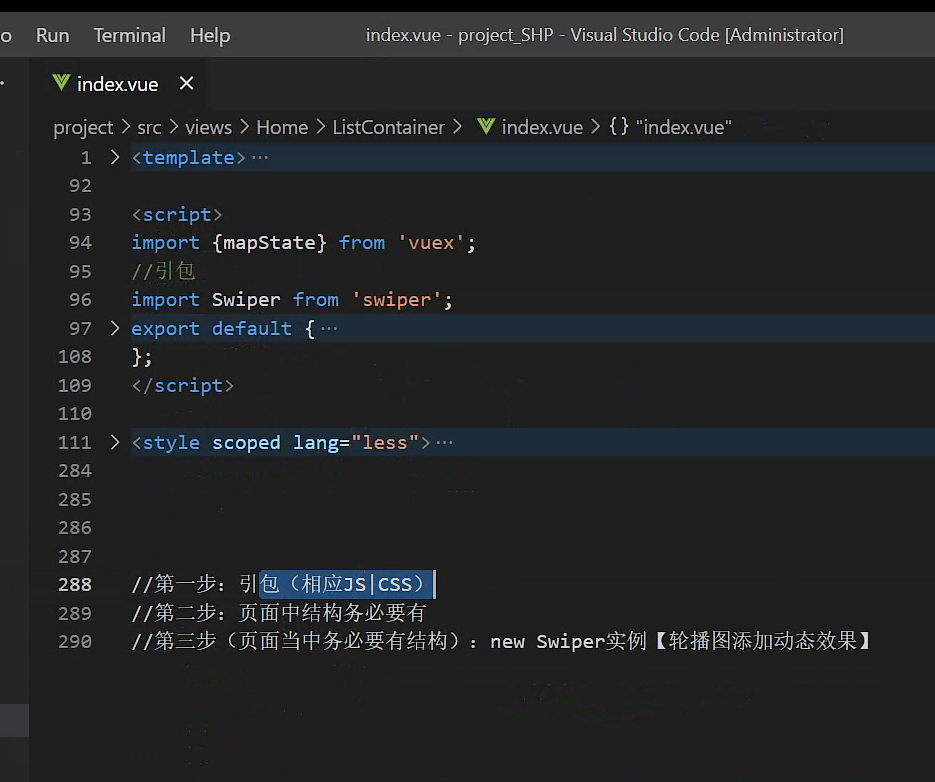 o Run Terminal Help index.vue - project_SHP - Visual Studio Code [Administrator]
index.vue ×
project > src > views > Home > ListContainer > index.vue > {} "index.vue"
1 > <template>···
92
93 <script>
94 import {mapState} from 'vuex';
95 //引包
96 import Swiper from 'swiper';
97 > export default {···
108 };
109 </script>
110
111 > <style scoped lang="less">···
284
285
286
287
288 //第一步：引包（相应JS|CSS）
289 //第二步：页面中结构务必要有
290 //第三步（页面当中务必要有结构）：new Swiper实例【轮播图添加动态效果】